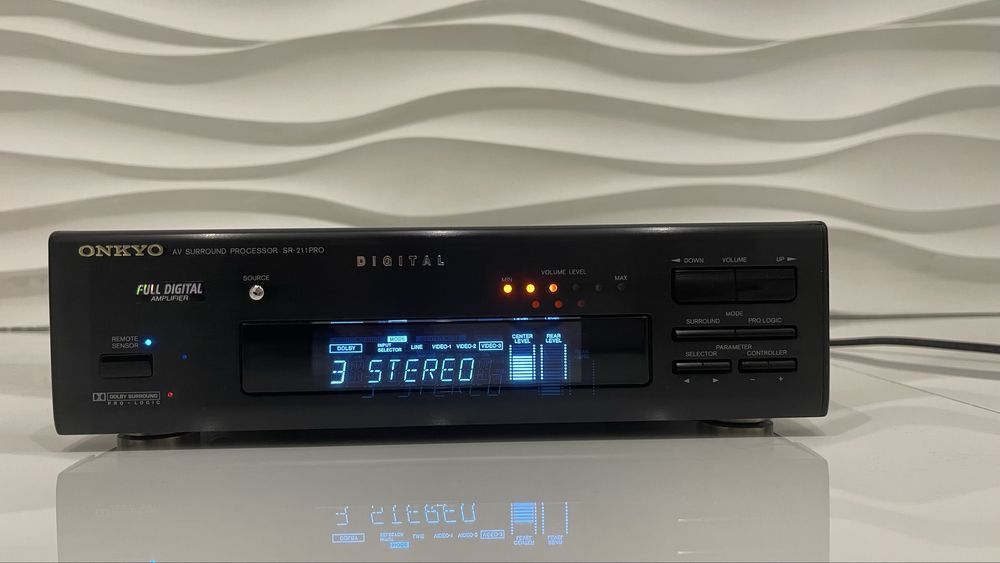 ONKYO AV SURROUND PROCESSOR SR-211PRO
DIGITAL
FULL DIGITAL
AMPLIFIER
SOURCE
VOLUME LEVEL
MIN MAX
◄ DOWN VOLUME UP ►
MODE
SURROUND PRO LOGIC
PARAMETER
SELECTOR CONTROLLER
◄ ► − +
REMOTE
SENSOR
DOLBY SURROUND
PRO · LOGIC
MODE
DOLBY INPUT SELECTOR LINE VIDEO-1 VIDEO-2 VIDEO-3
3 STEREO
CENTER
LEVEL
REAR
LEVEL